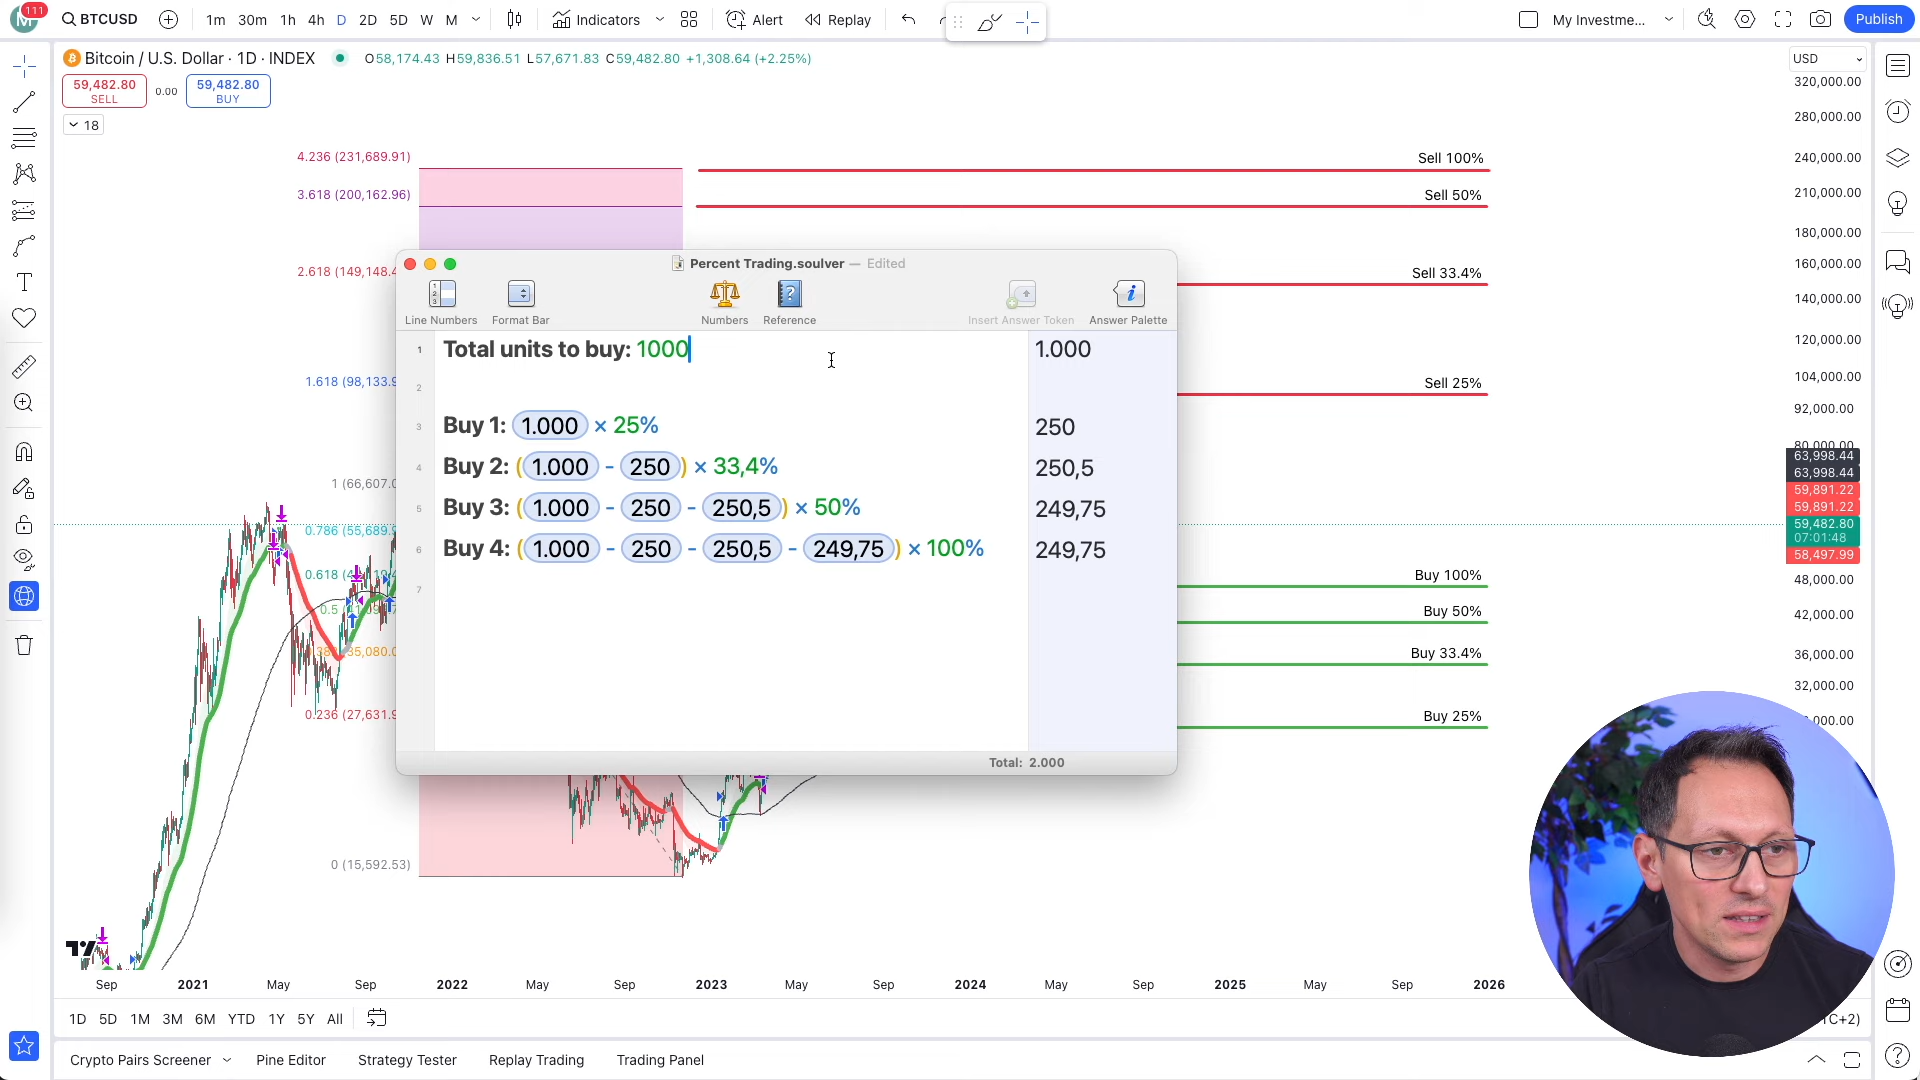 111
BTCUSD
1m 30m 1h 4h D 2D 5D W M
Indicators
Alert
Replay
My Investme...
Publish
Bitcoin / U.S. Dollar · 1D · INDEX
O58,174.43 H59,836.51 L57,671.83 C59,482.80 +1,308.64 (+2.25%)
59,482.80
SELL
0.00
59,482.80
BUY
18
USD
320,000.00
280,000.00
240,000.00
210,000.00
180,000.00
160,000.00
140,000.00
120,000.00
104,000.00
92,000.00
80,000.00
63,998.44
63,998.44
59,891.22
59,891.22
59,482.80
07:01:48
58,497.99
48,000.00
42,000.00
36,000.00
32,000.00
4.236 (231,689.91)
3.618 (200,162.96)
2.618 (149,148.4
1.618 (98,133.9
1 (66,607.0
0.786 (55,689.9
0.236 (27,631.9
0 (15,592.53)
Sell 100%
Sell 50%
Sell 33.4%
Sell 25%
Buy 100%
Buy 50%
Buy 33.4%
Buy 25%
Percent Trading.soulver — Edited
Line Numbers
Format Bar
Numbers
Reference
Insert Answer Token
Answer Palette
1 Total units to buy: 1000 1.000
2
3 Buy 1: 1.000 × 25% 250
4 Buy 2: (1.000 - 250) × 33,4% 250,5
5 Buy 3: (1.000 - 250 - 250,5) × 50% 249,75
6 Buy 4: (1.000 - 250 - 250,5 - 249,75) × 100% 249,75
7
Total: 2.000
Sep 2021 May Sep 2022 May Sep 2023 May Sep 2024 May Sep 2025 May Sep 2026
1D 5D 1M 3M 6M YTD 1Y 5Y All
C+2)
Crypto Pairs Screener
Pine Editor
Strategy Tester
Replay Trading
Trading Panel